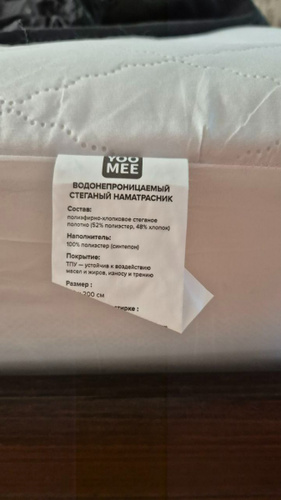 YOO
MEE
ВОДОНЕПРОНИЦАЕМЫЙ
СТЕГАНЫЙ НАМАТРАСНИК
Состав:
полиэфирно-хлопковое стеганое
полотно (52% полиэстер, 48% хлопок)
Наполнитель:
100% полиэстер (синтепон)
Покрытие:
ТПУ – устойчив к воздействию
масел и жиров, износу и трению
Размер :
200 см